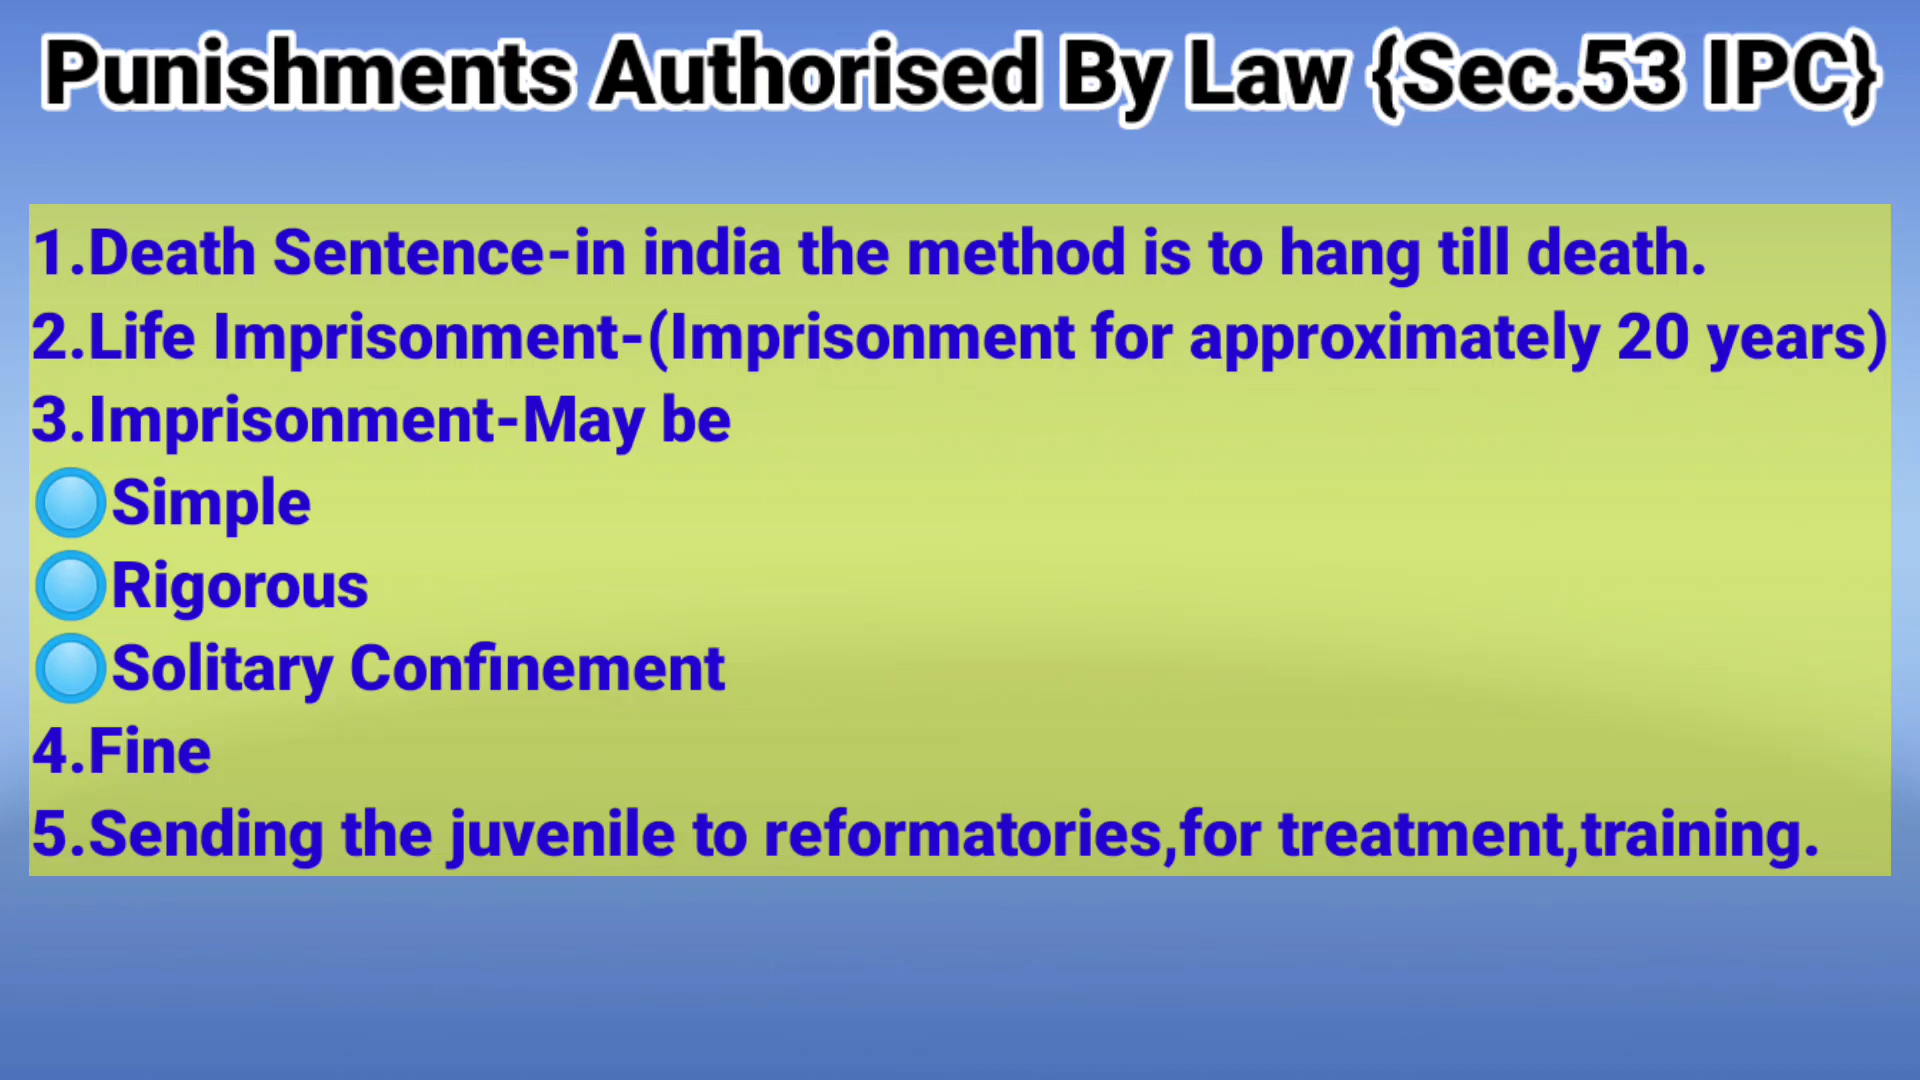 Punishments Authorised By Law {Sec.53 IPC}
1.Death Sentence-in india the method is to hang till death.
2.Life Imprisonment-(Imprisonment for approximately 20 years)
3.Imprisonment-May be
Simple
Rigorous
Solitary Confinement
4.Fine
5.Sending the juvenile to reformatories,for treatment,training.